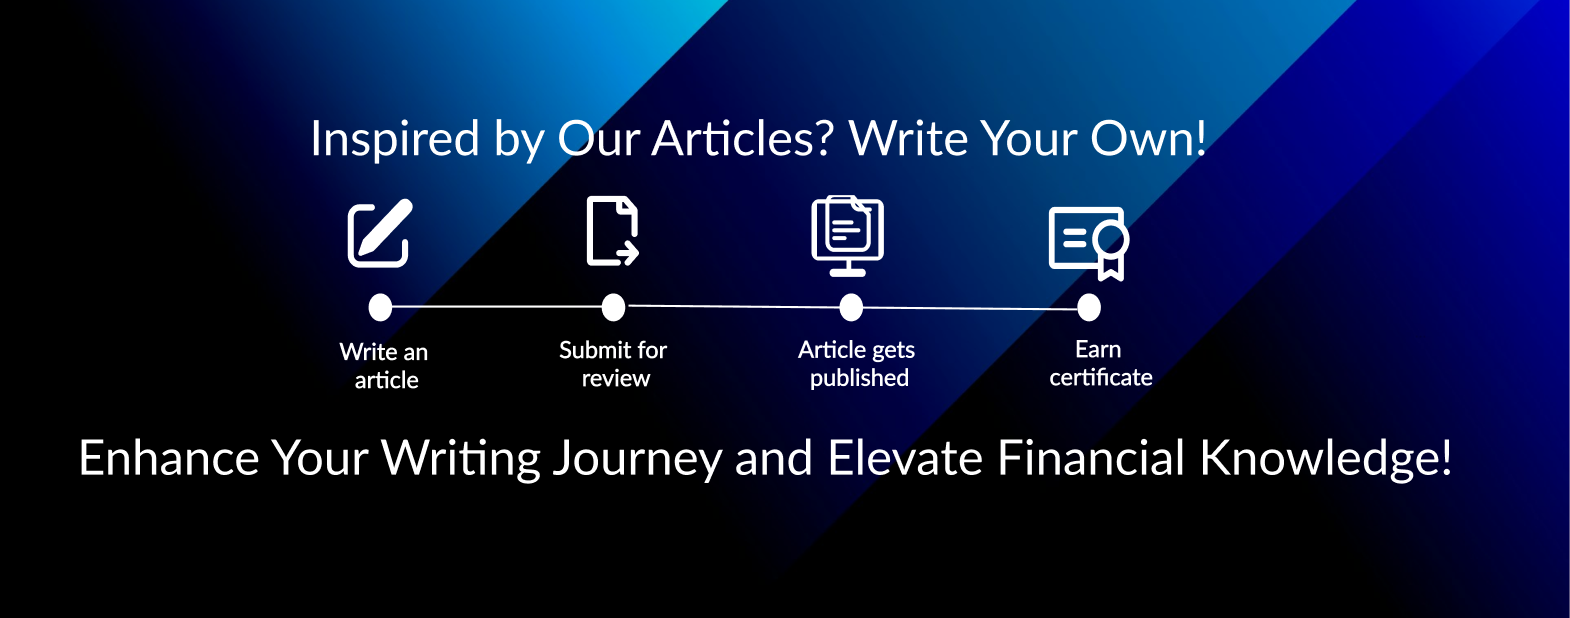 Inspired by Our Articles? Write Your Own!
Write an
article
Submit for
review
Article gets
published
Earn
certificate
Enhance Your Writing Journey and Elevate Financial Knowledge!